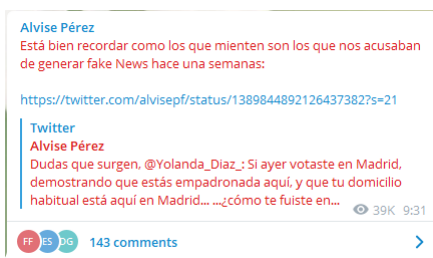 Alvise Pérez
Está bien recordar como los que mienten son los que nos acusaban
de generar fake News hace una semanas:
https://twitter.com/alvisepf/status/1389844892126437382?s=21
Twitter
Alvise Pérez
Dudas que surgen, @Yolanda_Diaz_: Si ayer votaste en Madrid,
demostrando que estás empadronada aquí, y que tu domicilio
habitual está aquí en Madrid... ...¿cómo te fuiste en...
39K 9:31
FF ES DG 143 comments